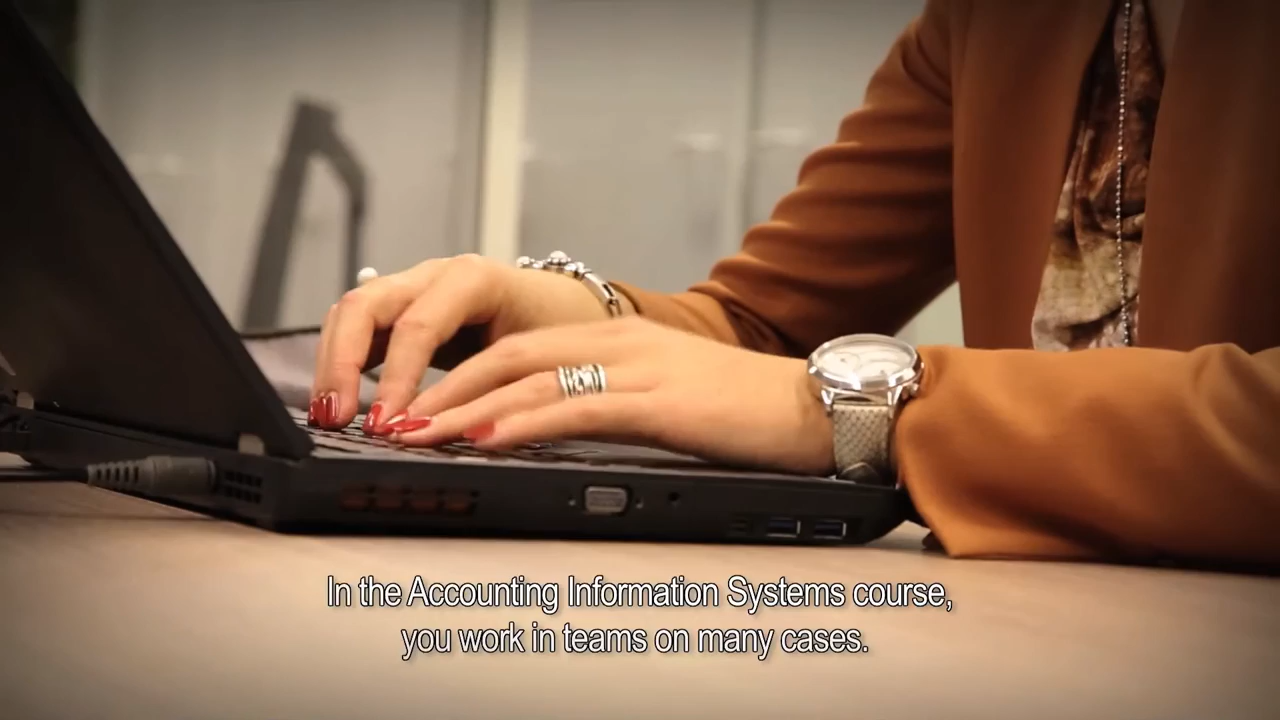 In the Accounting Information Systems course,
you work in teams on many cases.